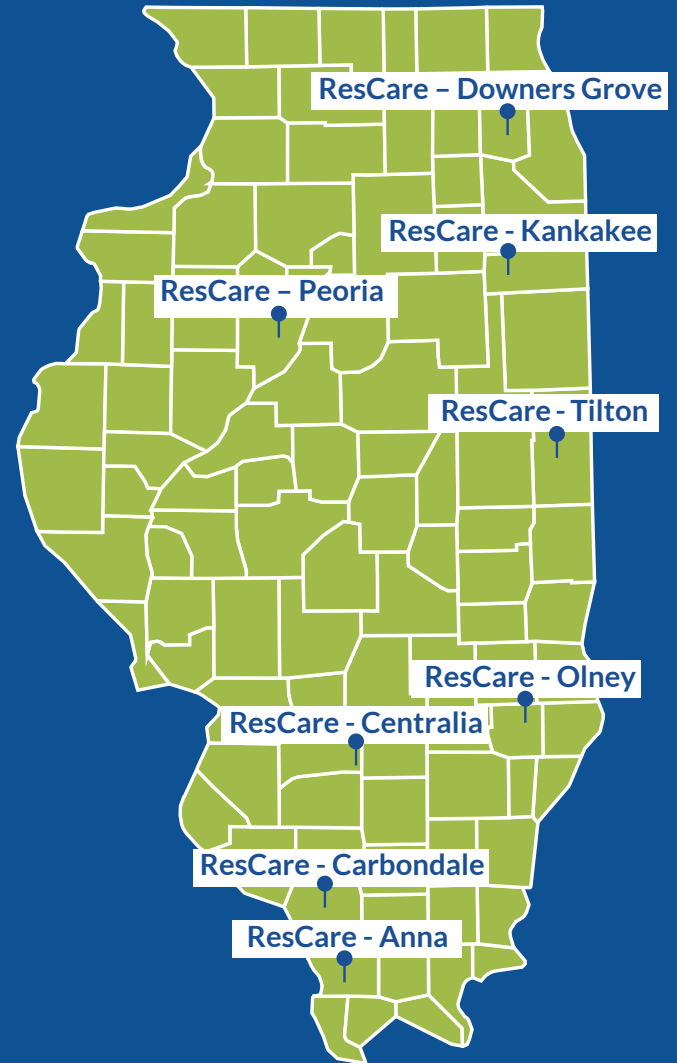 ResCare – Downers Grove
ResCare - Kankakee
ResCare – Peoria
ResCare - Tilton
ResCare - Olney
ResCare - Centralia
ResCare - Carbondale
ResCare - Anna